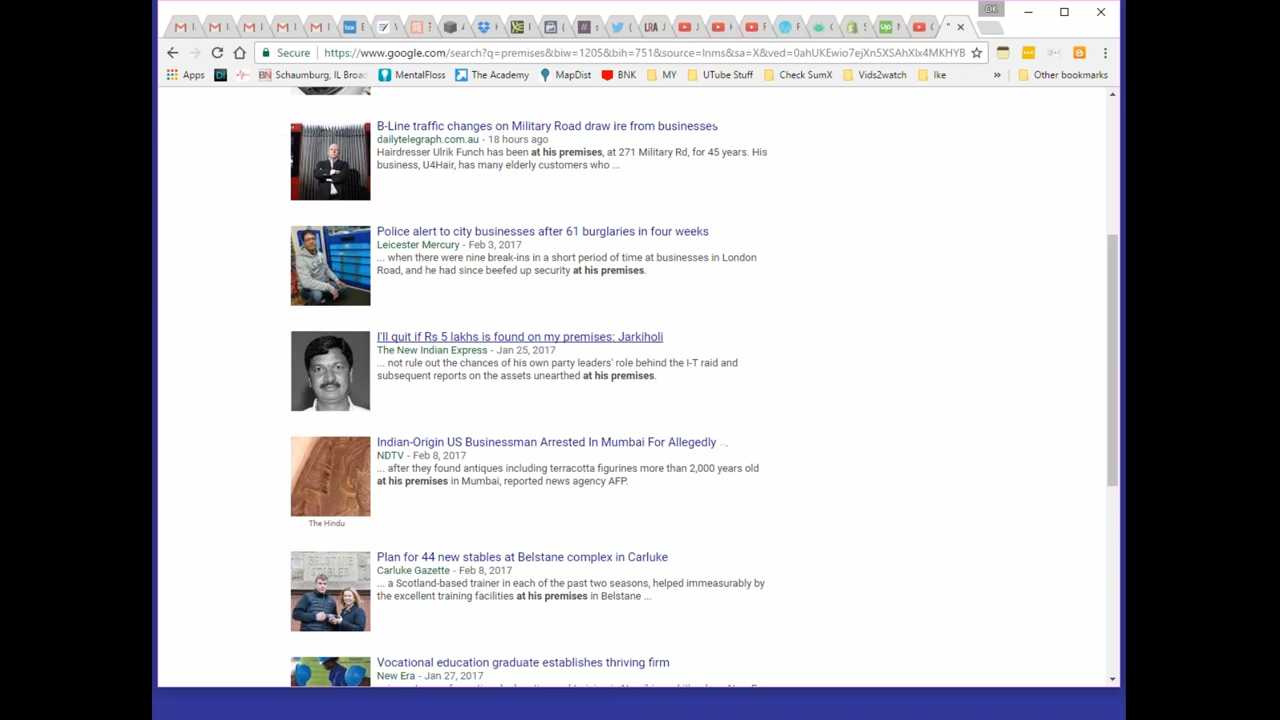 OK
Secure https://www.google.com/search?q=premises&biw=1205&bih=751&source=lnms&sa=X&ved=0ahUKEwio7ejXn5XSAhXIx4MKHYB
Apps
Schaumburg, IL Broad
MentalFloss
The Academy
MapDist
BNK
MY
UTube Stuff
Check SumX
Vids2watch
Ike
»
Other bookmarks
B-Line traffic changes on Military Road draw ire from businesses
dailytelegraph.com.au - 18 hours ago
Hairdresser Ulrik Funch has been at his premises, at 271 Military Rd, for 45 years. His
business, U4Hair, has many elderly customers who ...
Police alert to city businesses after 61 burglaries in four weeks
Leicester Mercury - Feb 3, 2017
... when there were nine break-ins in a short period of time at businesses in London
Road, and he had since beefed up security at his premises.
I'll quit if Rs 5 lakhs is found on my premises: Jarkiholi
The New Indian Express - Jan 25, 2017
... not rule out the chances of his own party leaders' role behind the I-T raid and
subsequent reports on the assets unearthed at his premises.
Indian-Origin US Businessman Arrested In Mumbai For Allegedly ...
NDTV - Feb 8, 2017
... after they found antiques including terracotta figurines more than 2,000 years old
at his premises in Mumbai, reported news agency AFP.
The Hindu
Plan for 44 new stables at Belstane complex in Carluke
Carluke Gazette - Feb 8, 2017
... a Scotland-based trainer in each of the past two seasons, helped immeasurably by
the excellent training facilities at his premises in Belstane ...
Vocational education graduate establishes thriving firm
New Era - Jan 27, 2017